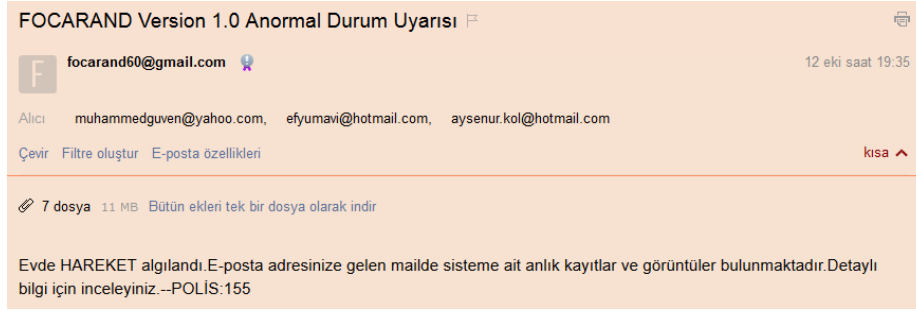 FOCARAND Version 1.0 Anormal Durum Uyarısı
F
focarand60@gmail.com
12 eki saat 19:35
Alıcı muhammedguven@yahoo.com, efyumavi@hotmail.com, aysenur.kol@hotmail.com
Çevir Filtre oluştur E-posta özellikleri
kısa
7 dosya 11 MB Bütün ekleri tek bir dosya olarak indir
Evde HAREKET algılandı.E-posta adresinize gelen mailde sisteme ait anlık kayıtlar ve görüntüler bulunmaktadır.Detaylı
bilgi için inceleyiniz.--POLİS:155